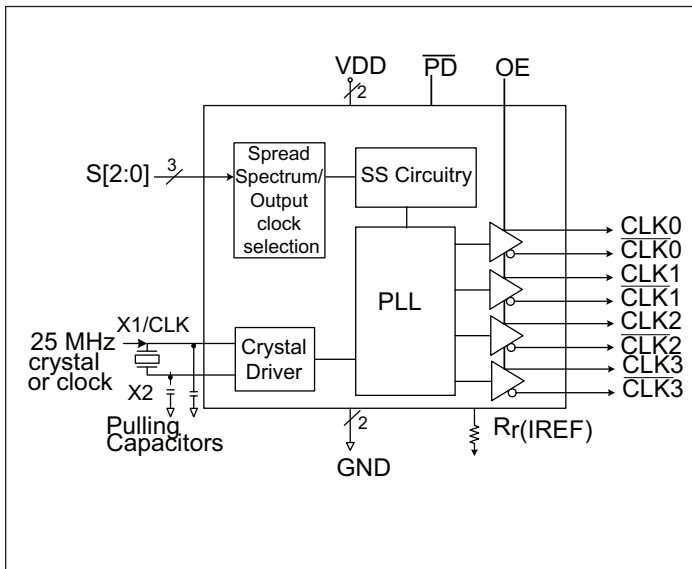 VDD
PD
OE
2
S[2:0]
3
Spread
Spectrum/
Output
clock
selection
SS Circuitry
PLL
CLK0
CLK0
CLK1
CLK1
CLK2
CLK2
CLK3
CLK3
X1/CLK
25 MHz
crystal
or clock
Crystal
Driver
X2
Pulling
Capacitors
2
GND
Rr(IREF)